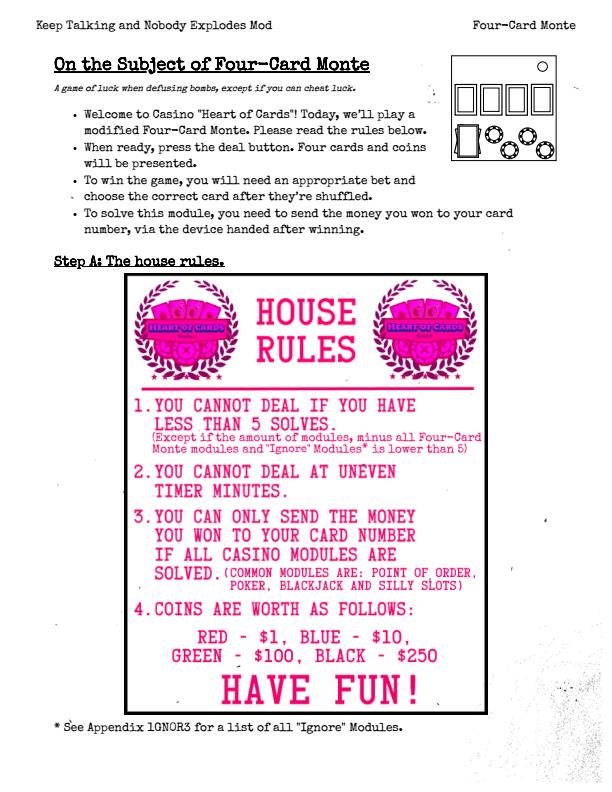 Keep Talking and Nobody Explodes Mod
Four-Card Monte
On the Subject of Four-Card Monte
A game of luck when defusing bombs, except if you can cheat luck.
• Welcome to Casino "Heart of Cards"! Today, we'll play a
modified Four-Card Monte. Please read the rules below.
• When ready, press the deal button. Four cards and coins
will be presented.
• To win the game, you will need an appropriate bet and
choose the correct card after they're shuffled.
• To solve this module, you need to send the money you won to your card
number, via the device handed after winning.
Step A: The house rules.
HEART OF CARDS
HOUSE
RULES
HEART OF CARDS
1. YOU CANNOT DEAL IF YOU HAVE
LESS THAN 5 SOLVES.
(Except if the amount of modules, minus all Four-Card
Monte modules and "Ignore" Modules* is lower than 5)
2. YOU CANNOT DEAL AT UNEVEN
TIMER MINUTES.
3. YOU CAN ONLY SEND THE MONEY
YOU WON TO YOUR CARD NUMBER
IF ALL CASINO MODULES ARE
SOLVED. (COMMON MODULES ARE: POINT OF ORDER,
POKER, BLACKJACK AND SILLY SLOTS)
4. COINS ARE WORTH AS FOLLOWS:
RED - $1, BLUE - $10,
GREEN - $100, BLACK - $250
HAVE FUN!
* See Appendix 1GNOR3 for a list of all "Ignore" Modules.